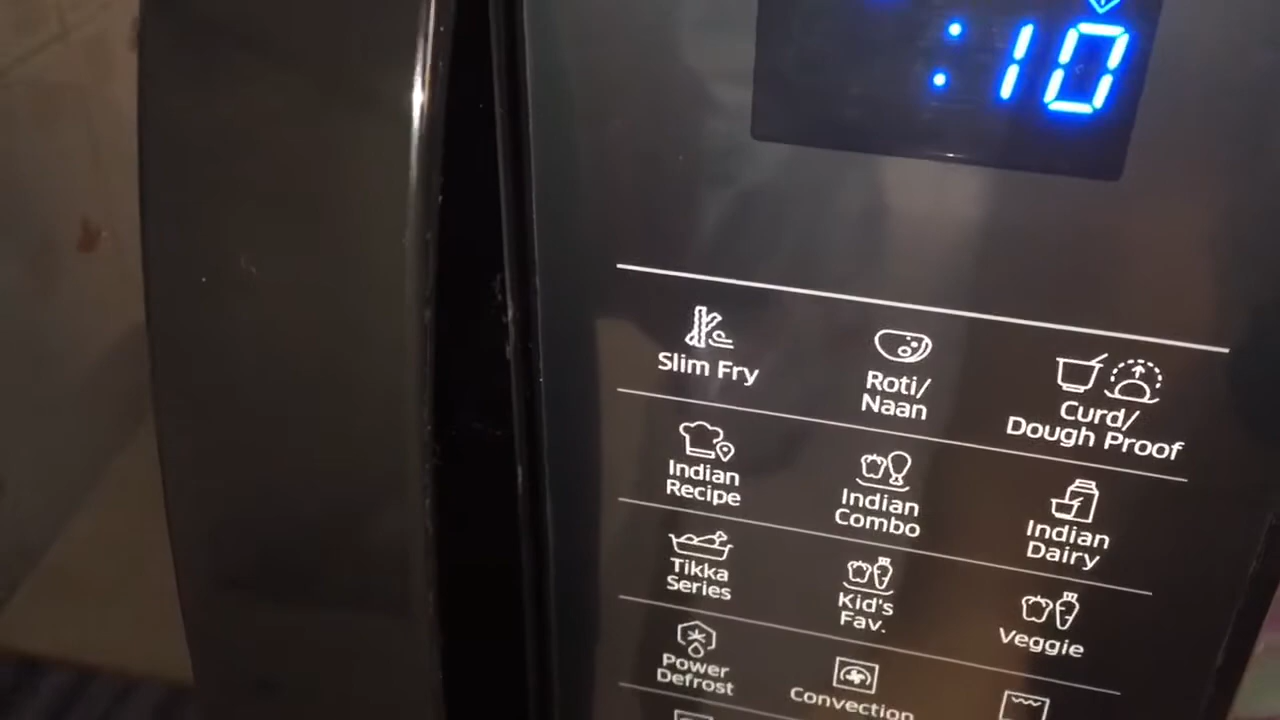 :10
Slim Fry
Roti/
Naan
Curd/
Dough Proof
Indian
Recipe
Indian
Combo
Indian
Dairy
Tikka
Series
Kid's
Fav.
Veggie
Power
Defrost
Convection